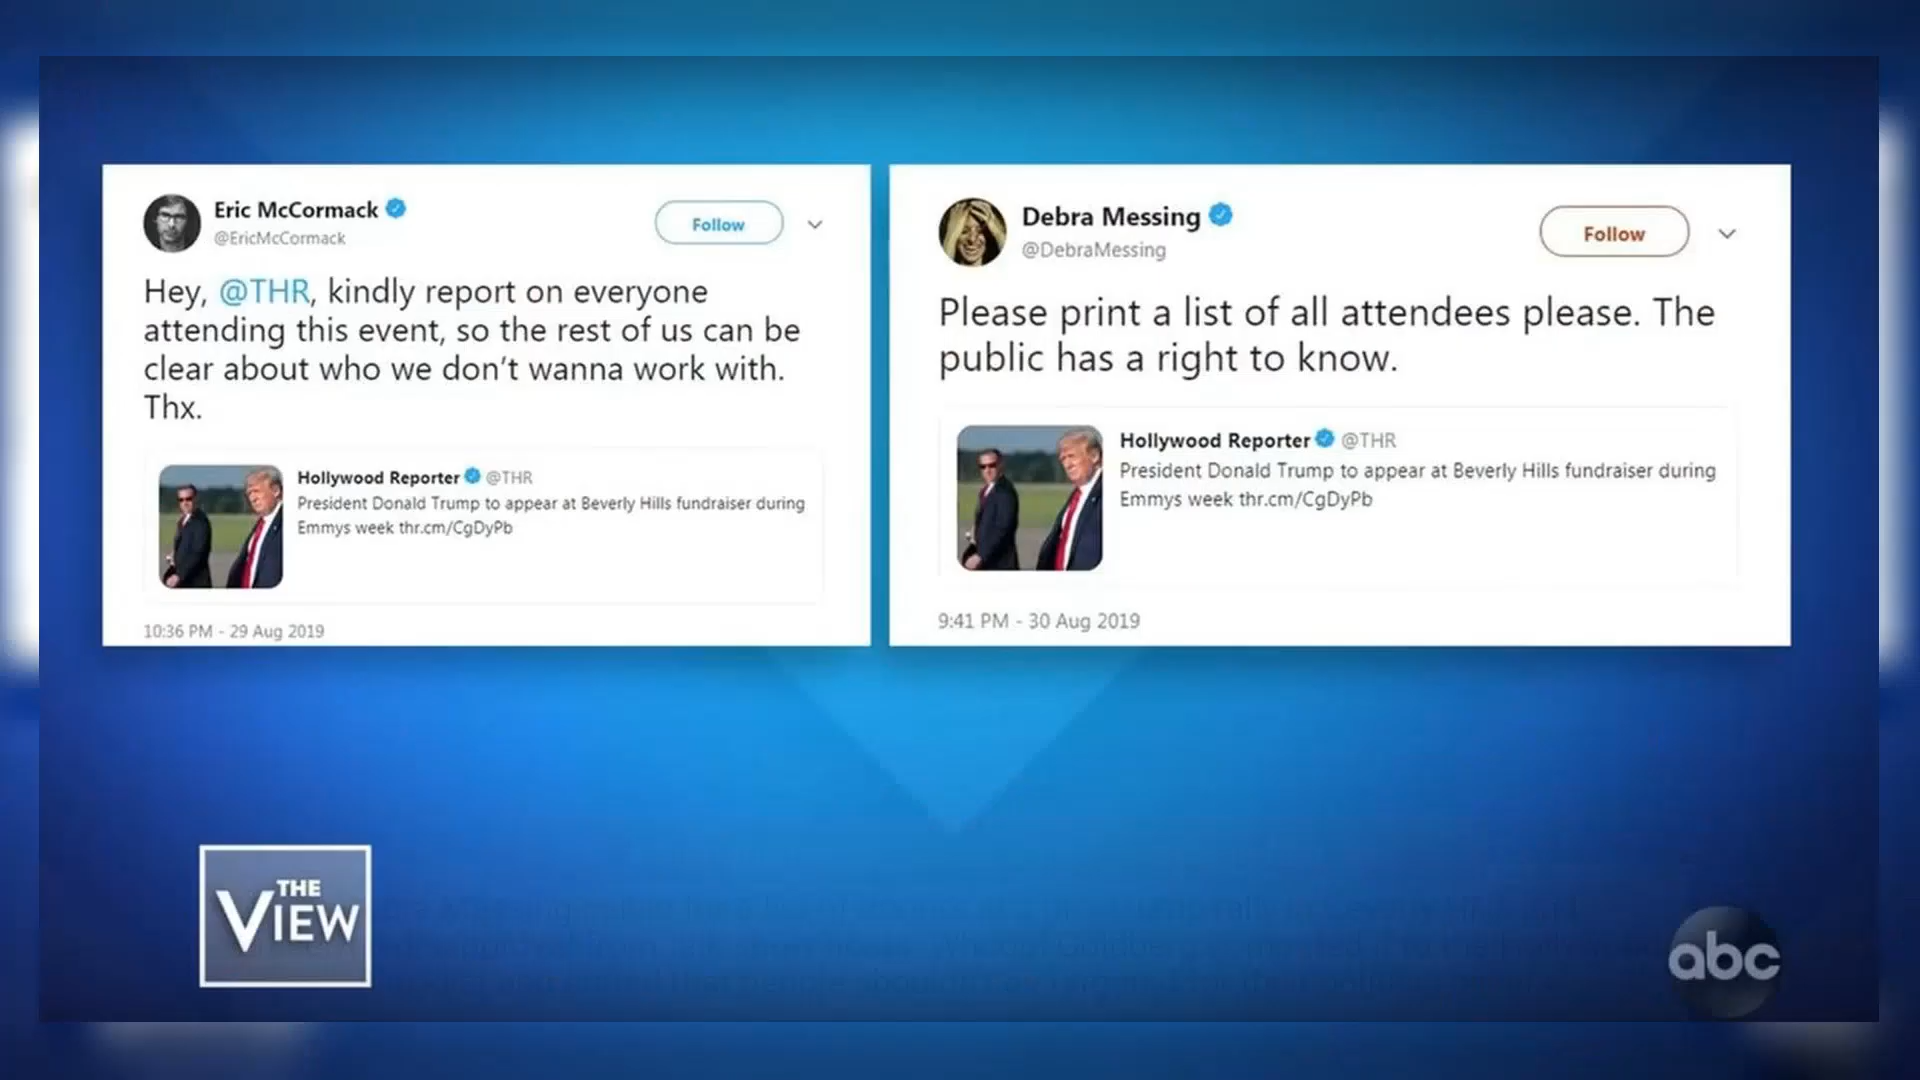 Eric McCormack
@EricMcCormack
Follow
Hey, @THR, kindly report on everyone
attending this event, so the rest of us can be
clear about who we don't wanna work with.
Thx.
Hollywood Reporter @THR
President Donald Trump to appear at Beverly Hills fundraiser during
Emmys week thr.cm/CgDyPb
10:36 PM - 29 Aug 2019
Debra Messing
@DebraMessing
Follow
Please print a list of all attendees please. The
public has a right to know.
Hollywood Reporter @THR
President Donald Trump to appear at Beverly Hills fundraiser during
Emmys week thr.cm/CgDyPb
9:41 PM - 30 Aug 2019
THE
VIEW
abc